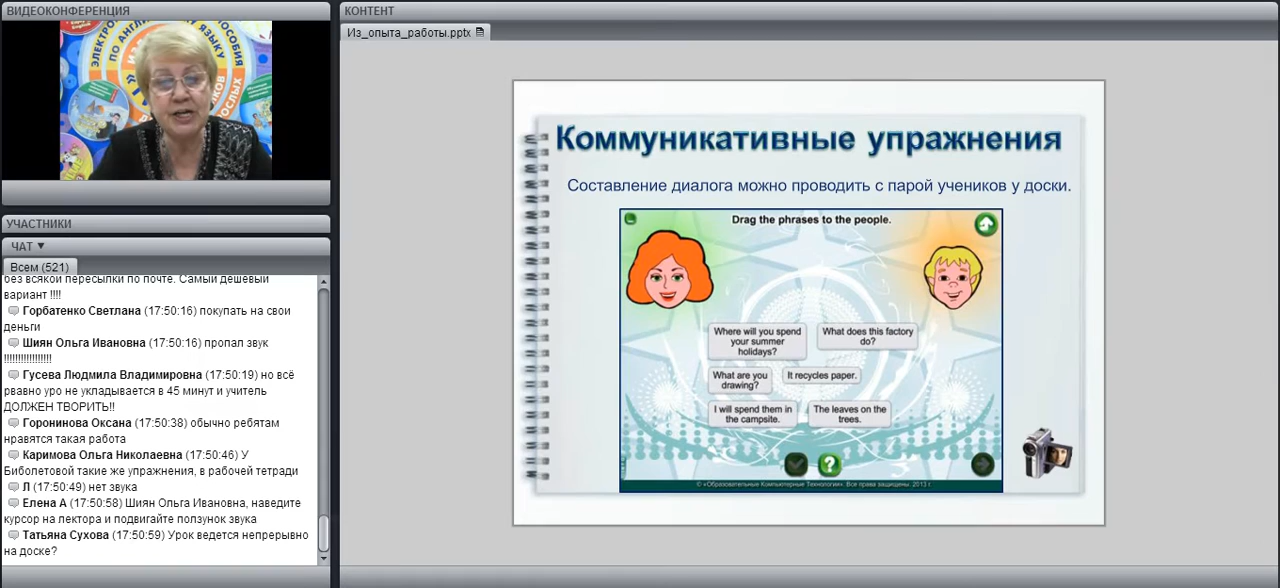 ВИДЕОКОНФЕРЕНЦИЯ
ЭЛЕКТРОН
ПОСОБИЯ
ПО АНГЛИ
ЯЗЫКУ
УЧАСТНИКИ
ЧАТ ▼
Всем (521)
без всякой пересылки по почте. Самый дешевый
вариант !!!!
Горбатенко Светлана (17:50:16) покупать на свои
деньги
Шиян Ольга Ивановна (17:50:16) пропал звук
!!!!!!!!!!!!!!!!!!
Гусева Людмила Владимировна (17:50:19) но всё
рвавно уро не укладывается в 45 минут и учитель
ДОЛЖЕН ТВОРИТЬ!!
Горонинова Оксана (17:50:38) обычно ребятам
нравятся такая работа
Каримова Ольга Николаевна (17:50:46) У
Биболетовой такие же упражнения, в рабочей тетради
Л (17:50:49) нет звука
Елена А (17:50:58) Шиян Ольга Ивановна, наведите
курсор на лектора и подвигайте ползунок звука
Татьяна Сухова (17:50:59) Урок ведется непрерывно
на доске?
КОНТЕНТ
Из_опыта_работы.pptx
Коммуникативные упражнения
Составление диалога можно проводить с парой учеников у доски.
Drag the phrases to the people.
Where will you spend
your summer
holidays?
What does this factory
do?
What are you
drawing?
It recycles paper.
I will spend them in
the campsite.
The leaves on the
trees.
?
© «Образовательные Компьютерные Технологии». Все права защищены. 2013 г.